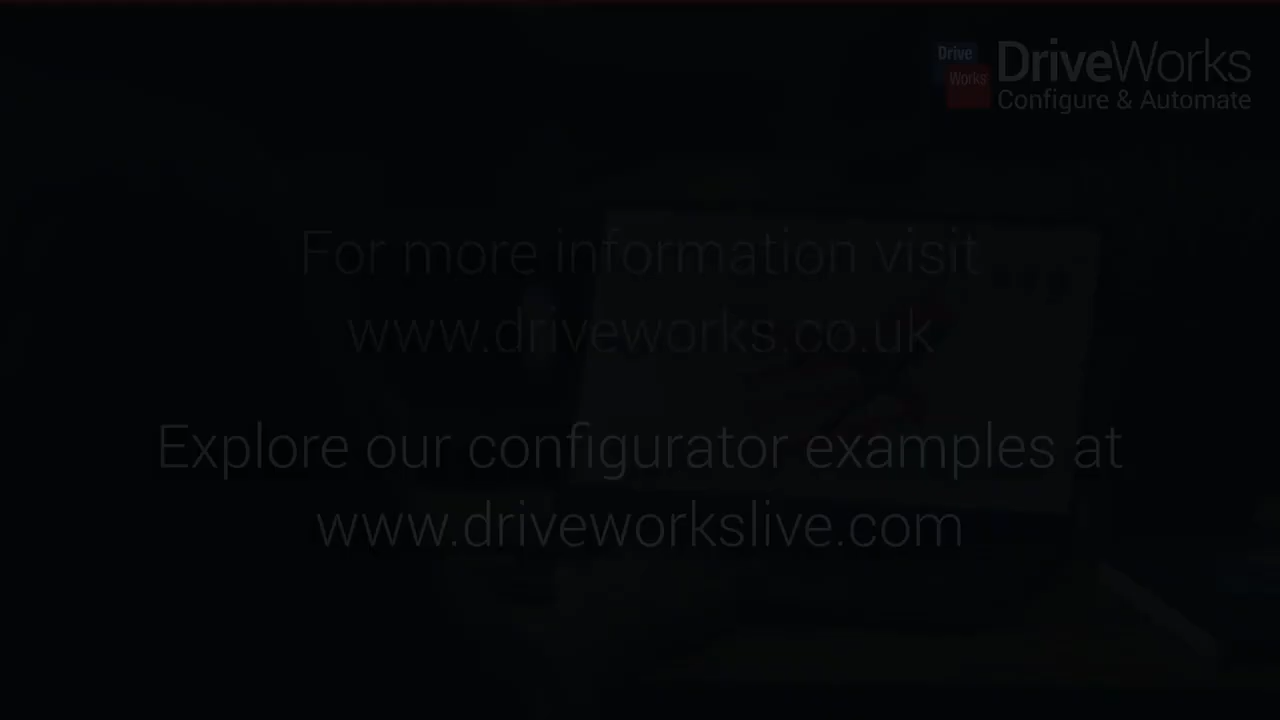 Drive
Works
DriveWorks
Configure & Automate
For more information visit
www.driveworks.co.uk
Explore our configurator examples at
www.driveworkslive.com